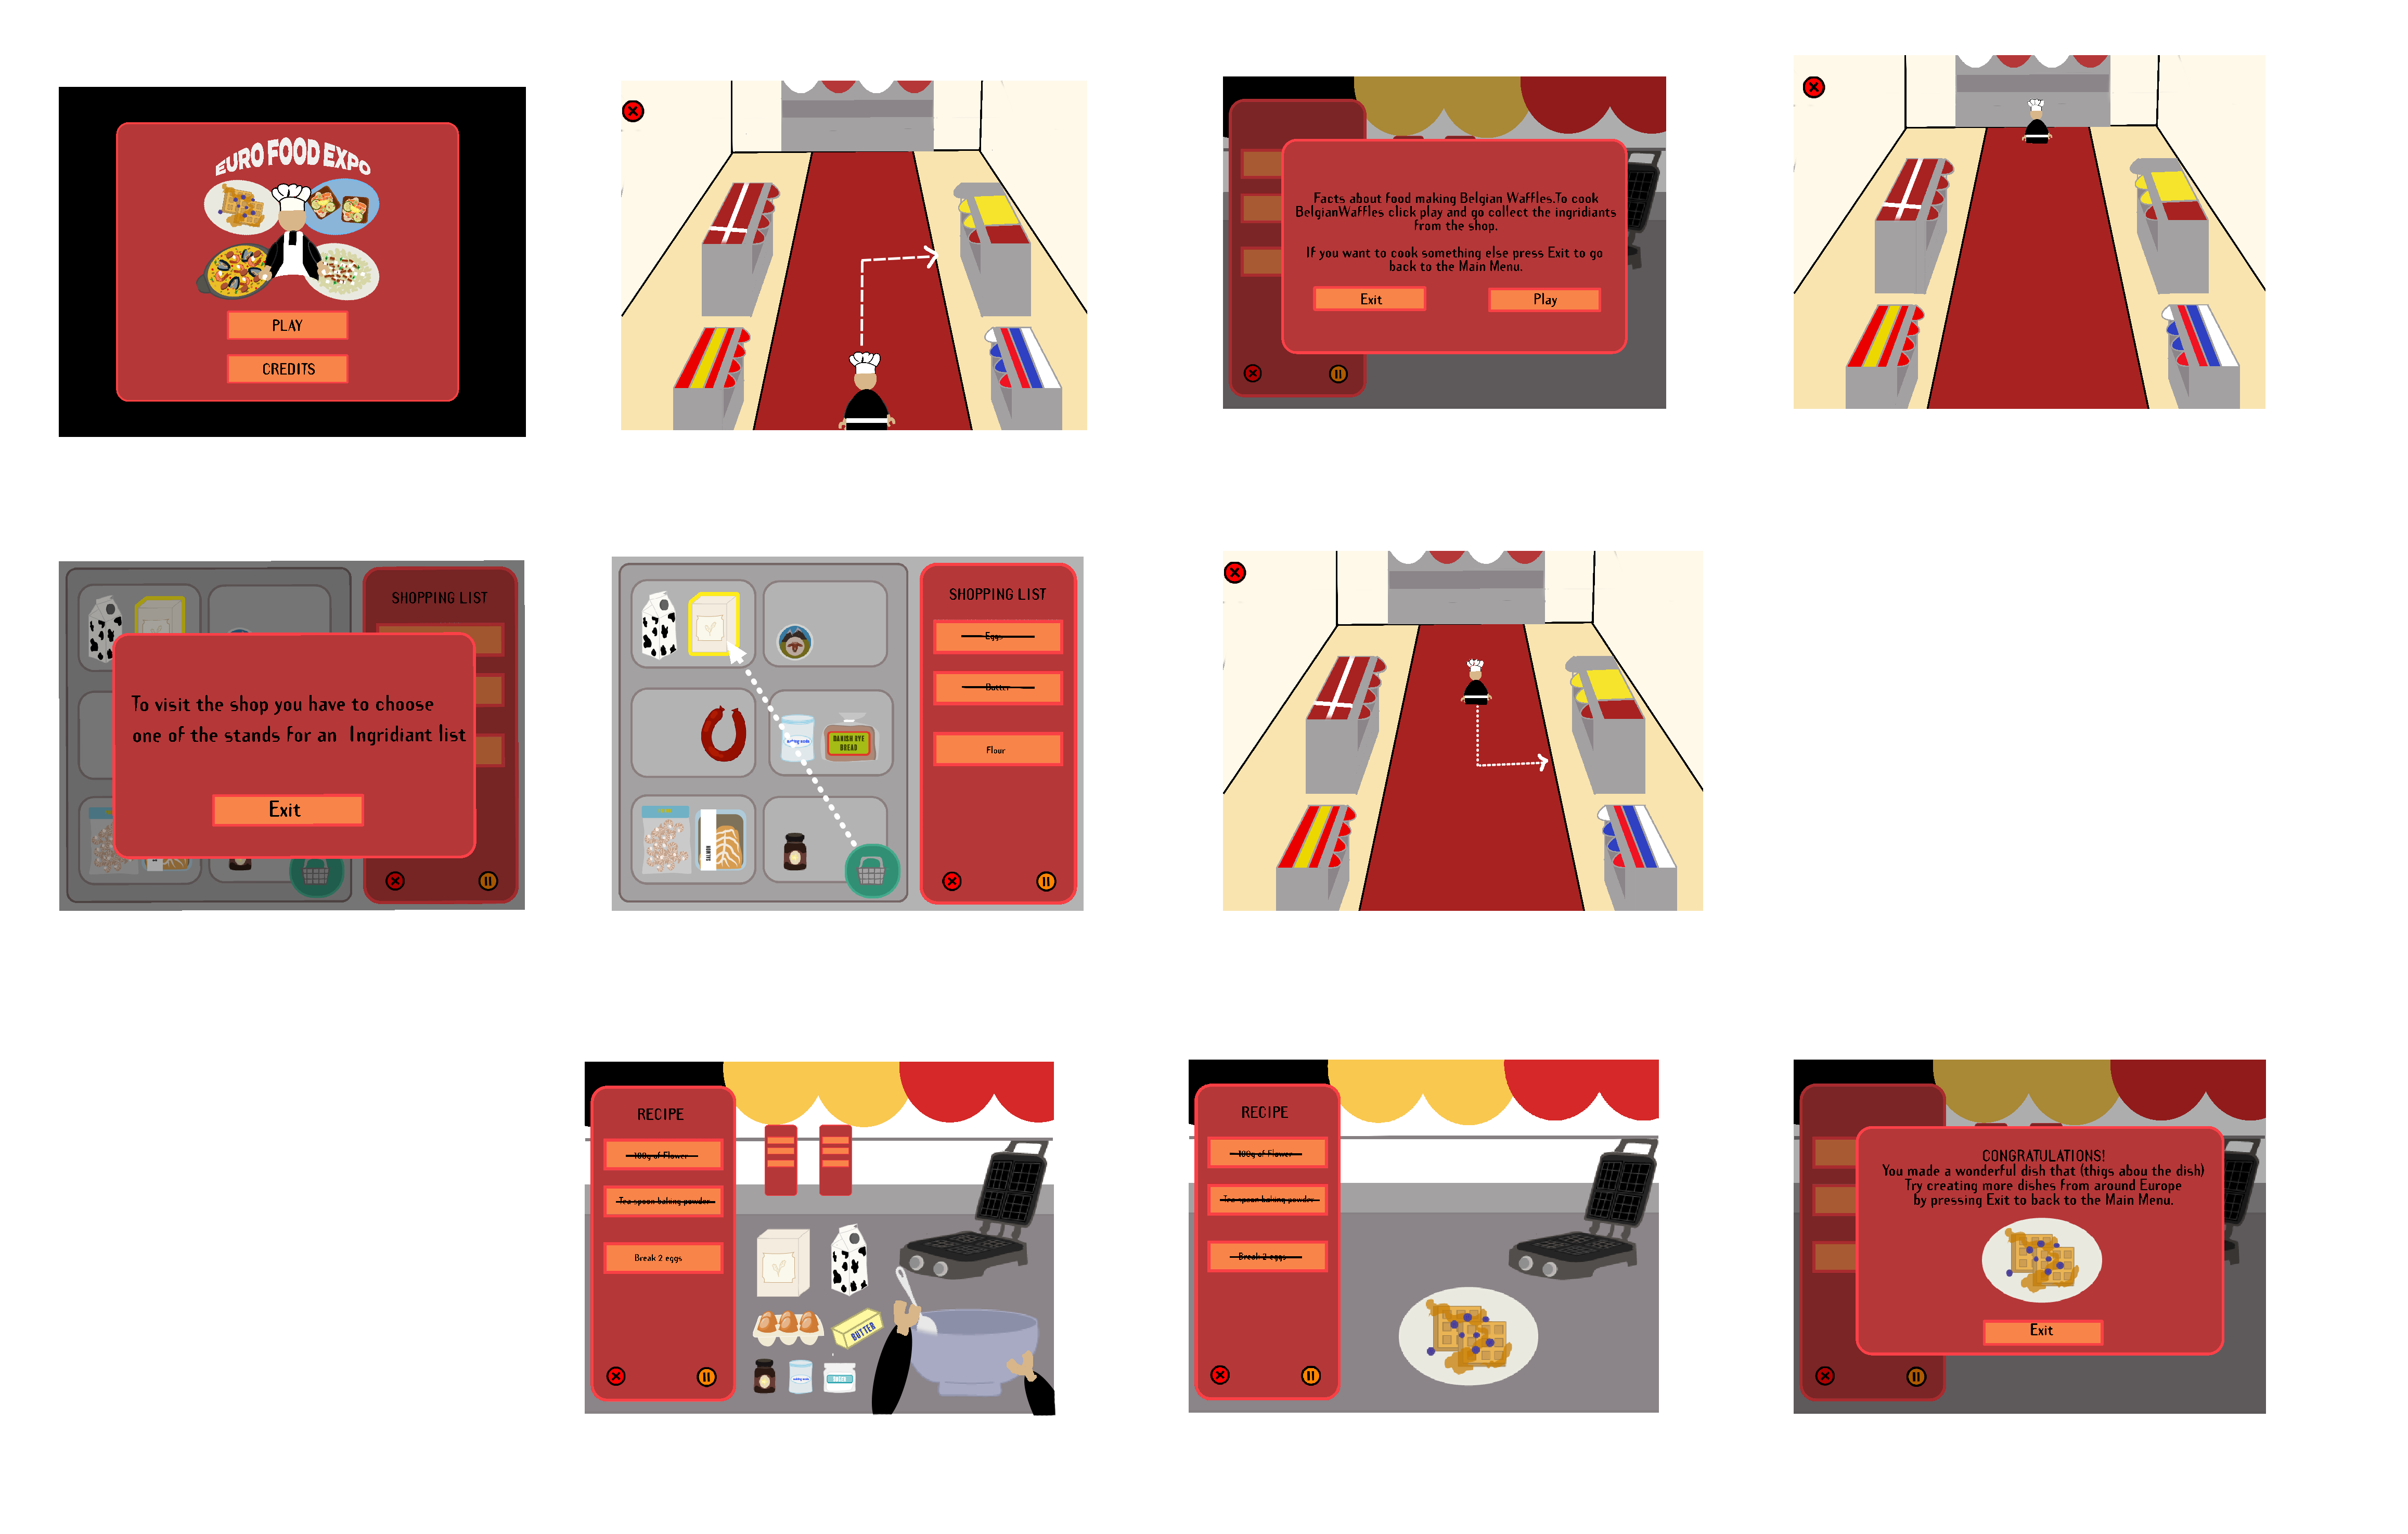 EURO FOOD EXPO
PLAY
CREDITS
Facts about food making Belgian Waffles.To cook
BelgianWaffles click play and go collect the ingridiants
from the shop.
If you want to cook something else press Exit to go
back to the Main Menu.
Exit
Play
SHOPPING LIST
To visit the shop you have to choose
one of the stands for an Ingridiant list
Exit
SHOPPING LIST
Eggs
Butter
Flour
DANISH RYE
BREAD
SALMON
RECIPE
100g of Flower
Tea spoon baking powder
Break 2 eggs
BUTTER
RECIPE
100g of Flower
Tea spoon baking powder
Break 2 eggs
CONGRATULATIONS!
You made a wonderful dish that (thigs abou the dish)
Try creating more dishes from around Europe
by pressing Exit to back to the Main Menu.
Exit